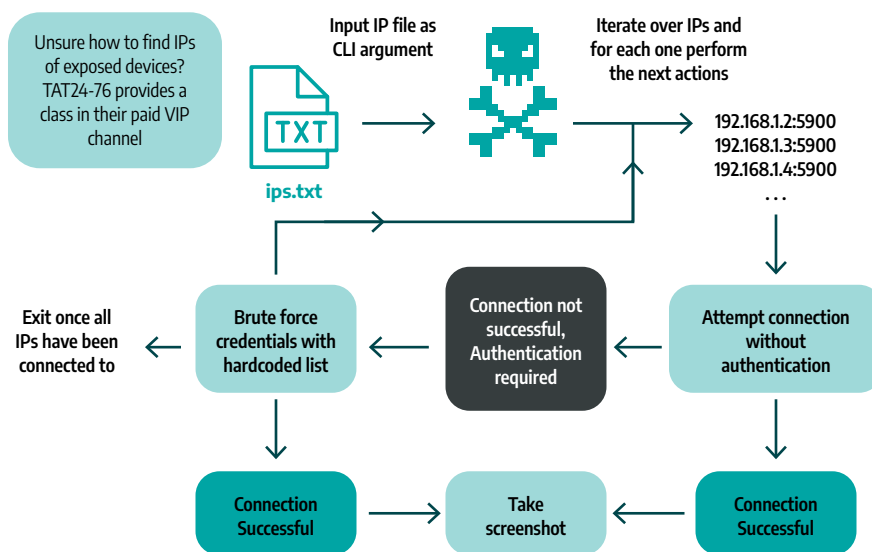 Unsure how to find IPs
of exposed devices?
TAT24-76 provides a
class in their paid VIP
channel
Input IP file as
CLI argument
Iterate over IPs and
for each one perform
the next actions
TXT
ips.txt
192.168.1.2:5900
192.168.1.3:5900
192.168.1.4:5900
...
Exit once all
IPs have been
connected to
Brute force
credentials with
hardcoded list
Connection not
successful,
Authentication
required
Attempt connection
without
authentication
Connection
Successful
Take
screenshot
Connection
Successful